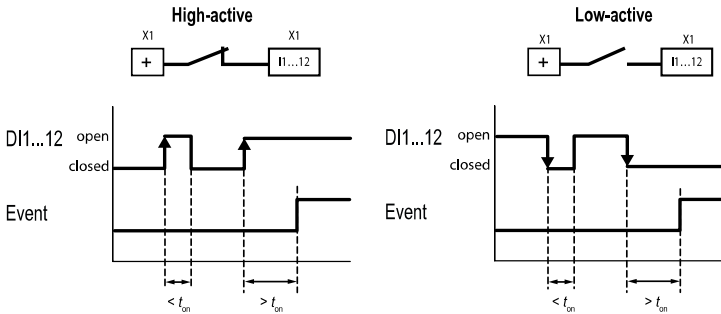 High-active
X1
X1
+
I1...12
DI1...12
open
closed
Event
< ton
> ton
Low-active
X1
X1
+
I1...12
DI1...12
open
closed
Event
< ton
> ton